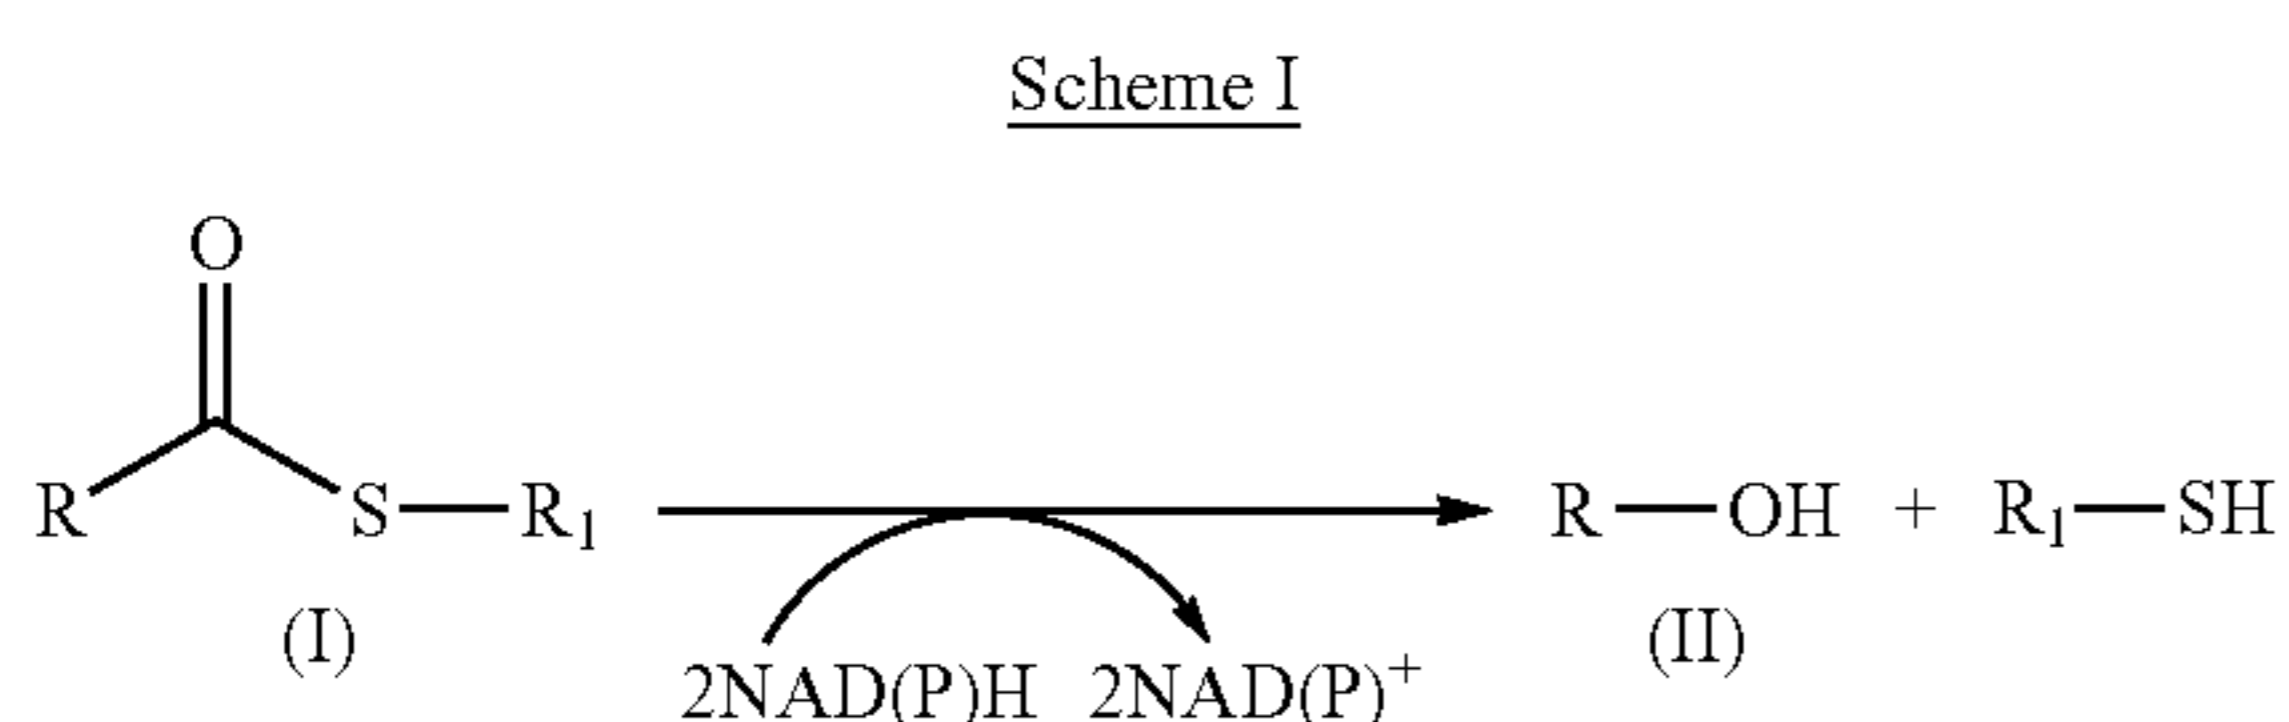 Scheme I
O
R S R1 R OH + R1 SH
(I) (II)
2NAD(P)H 2NAD(P)+